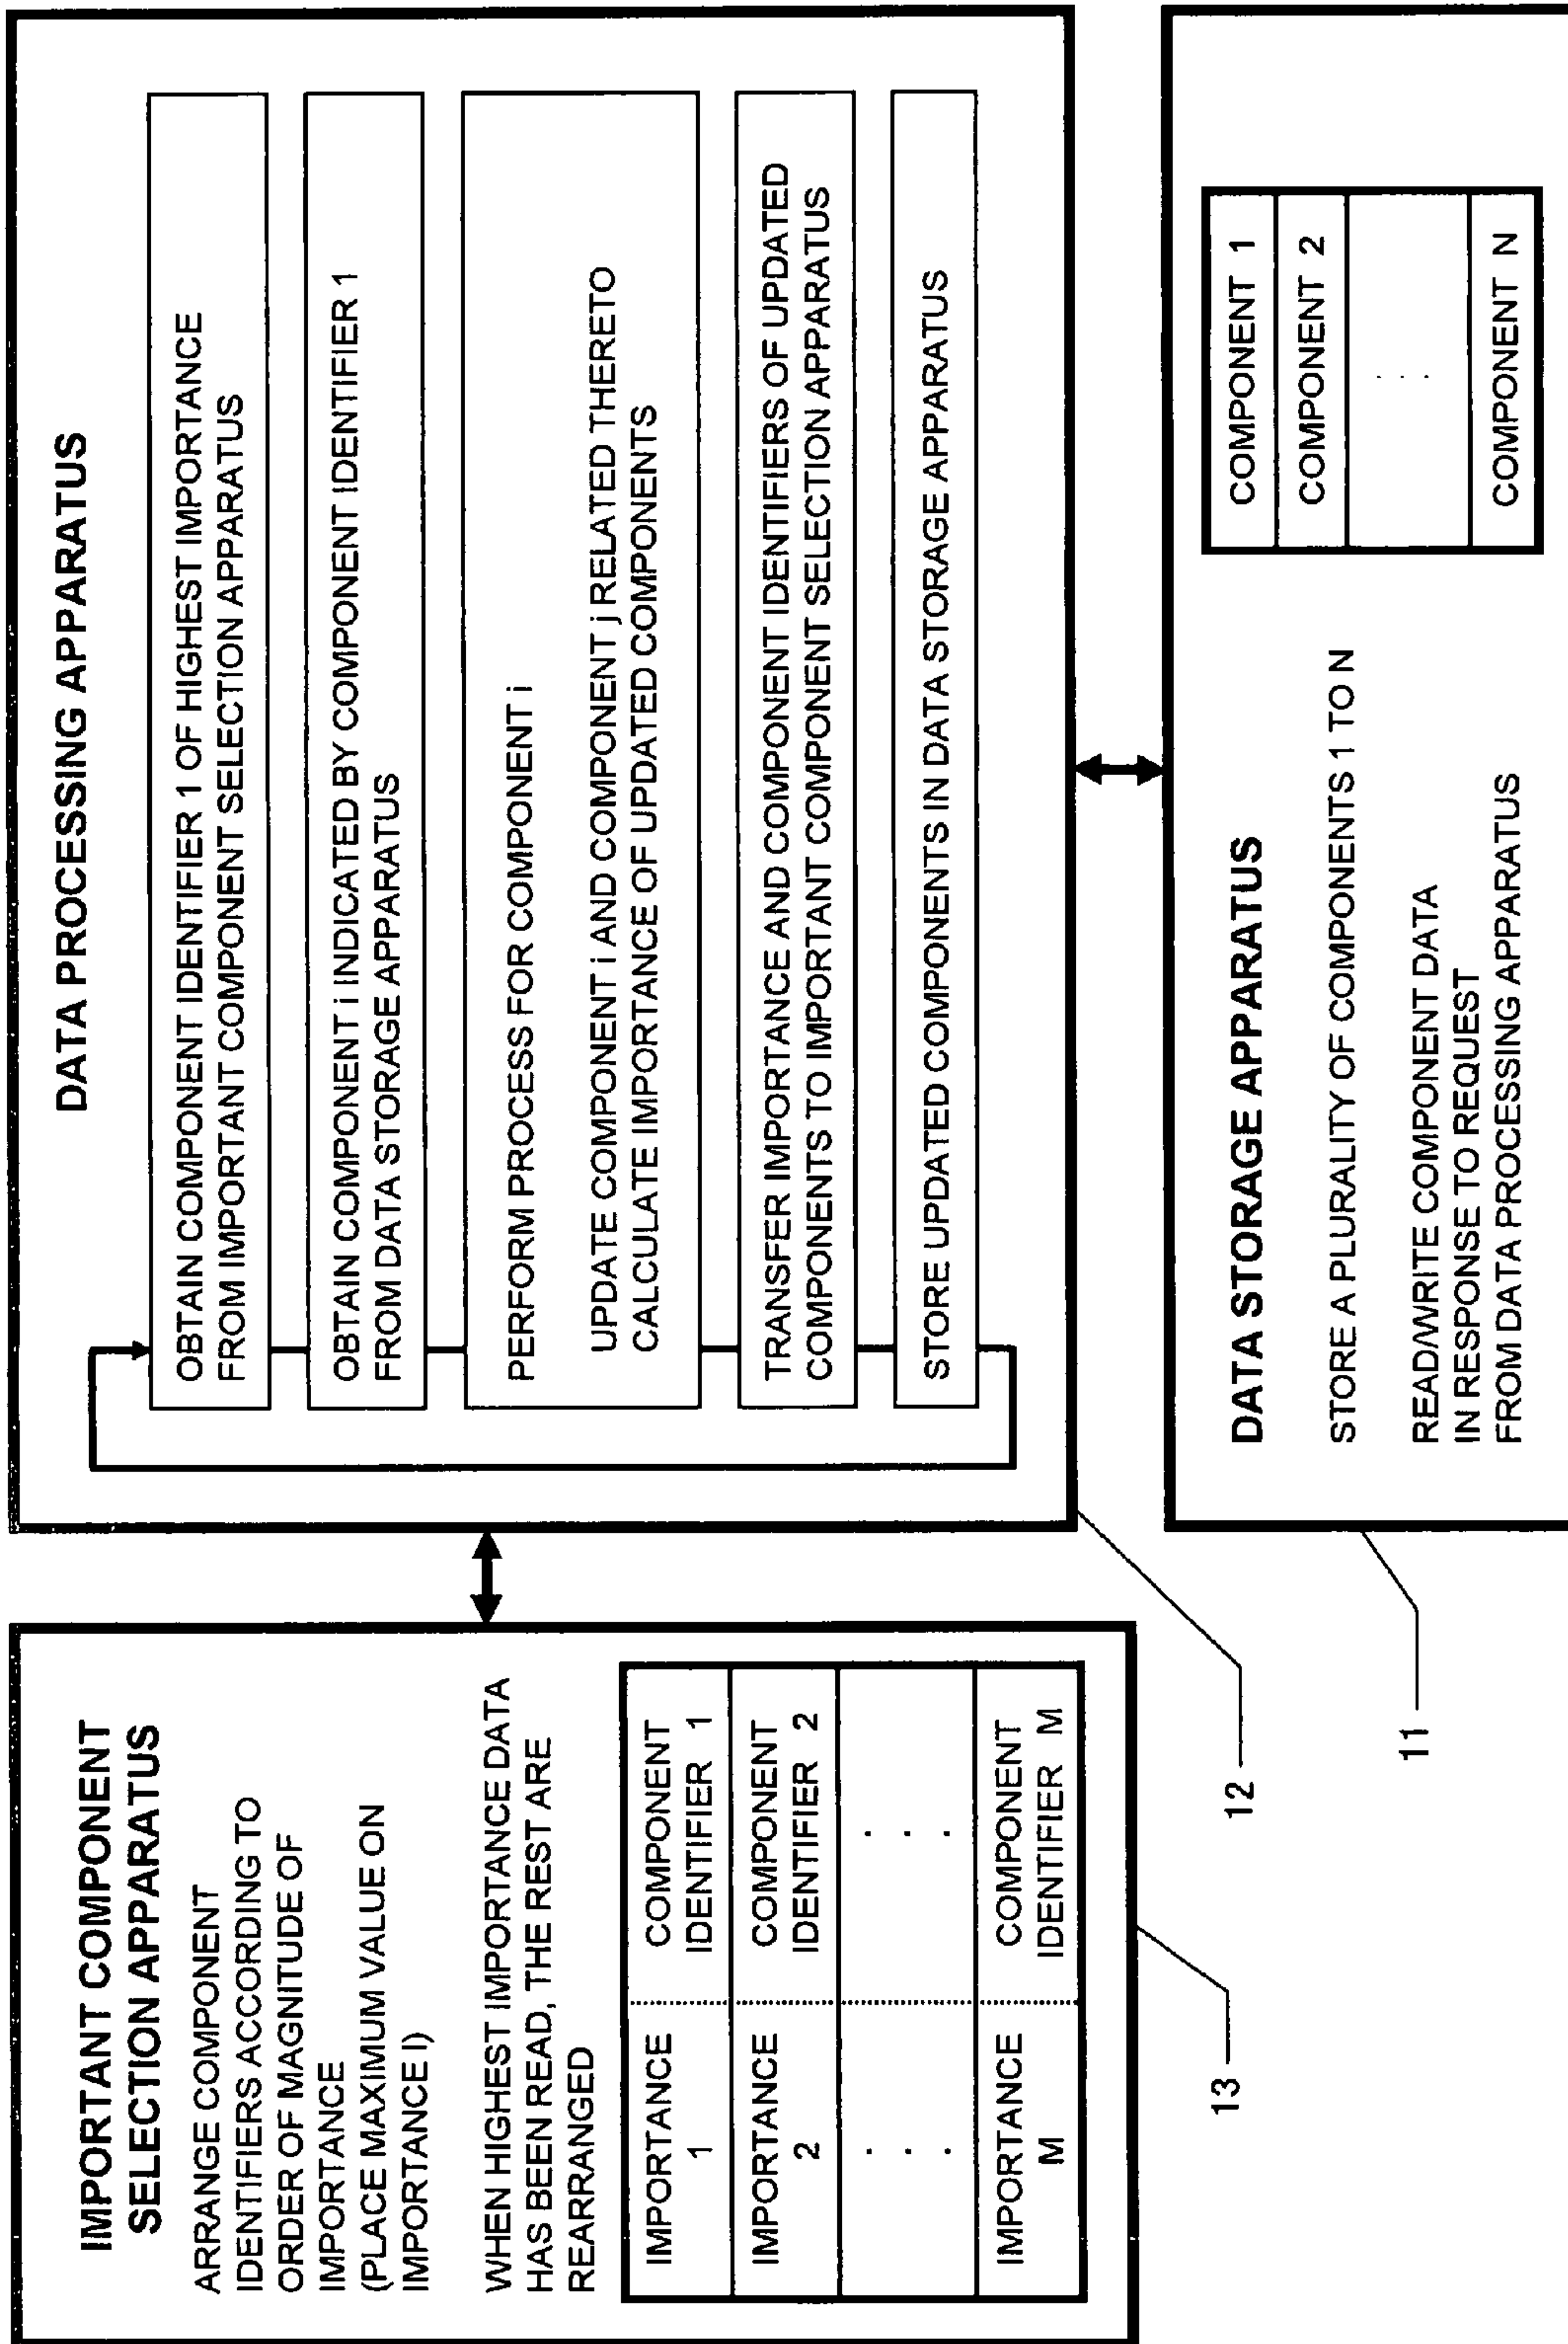 IMPORTANT COMPONENT
SELECTION APPARATUS
ARRANGE COMPONENT
IDENTIFIERS ACCORDING TO
ORDER OF MAGNITUDE OF
IMPORTANCE
(PLACE MAXIMUM VALUE ON
IMPORTANCE I)
WHEN HIGHEST IMPORTANCE DATA
HAS BEEN READ, THE REST ARE
REARRANGED
IMPORTANCE
1
COMPONENT
IDENTIFIER 1
IMPORTANCE
2
COMPONENT
IDENTIFIER 2
. . .
. . .
IMPORTANCE
M
COMPONENT
IDENTIFIER M
13
DATA PROCESSING APPARATUS
OBTAIN COMPONENT IDENTIFIER 1 OF HIGHEST IMPORTANCE
FROM IMPORTANT COMPONENT SELECTION APPARATUS
OBTAIN COMPONENT i INDICATED BY COMPONENT IDENTIFIER 1
FROM DATA STORAGE APPARATUS
PERFORM PROCESS FOR COMPONENT i
UPDATE COMPONENT i AND COMPONENT j RELATED THERETO
CALCULATE IMPORTANCE OF UPDATED COMPONENTS
TRANSFER IMPORTANCE AND COMPONENT IDENTIFIERS OF UPDATED
COMPONENTS TO IMPORTANT COMPONENT SELECTION APPARATUS
STORE UPDATED COMPONENTS IN DATA STORAGE APPARATUS
12
DATA STORAGE APPARATUS
STORE A PLURALITY OF COMPONENTS 1 TO N
READ/WRITE COMPONENT DATA
IN RESPONSE TO REQUEST
FROM DATA PROCESSING APPARATUS
COMPONENT 1
COMPONENT 2
. . .
COMPONENT N
11